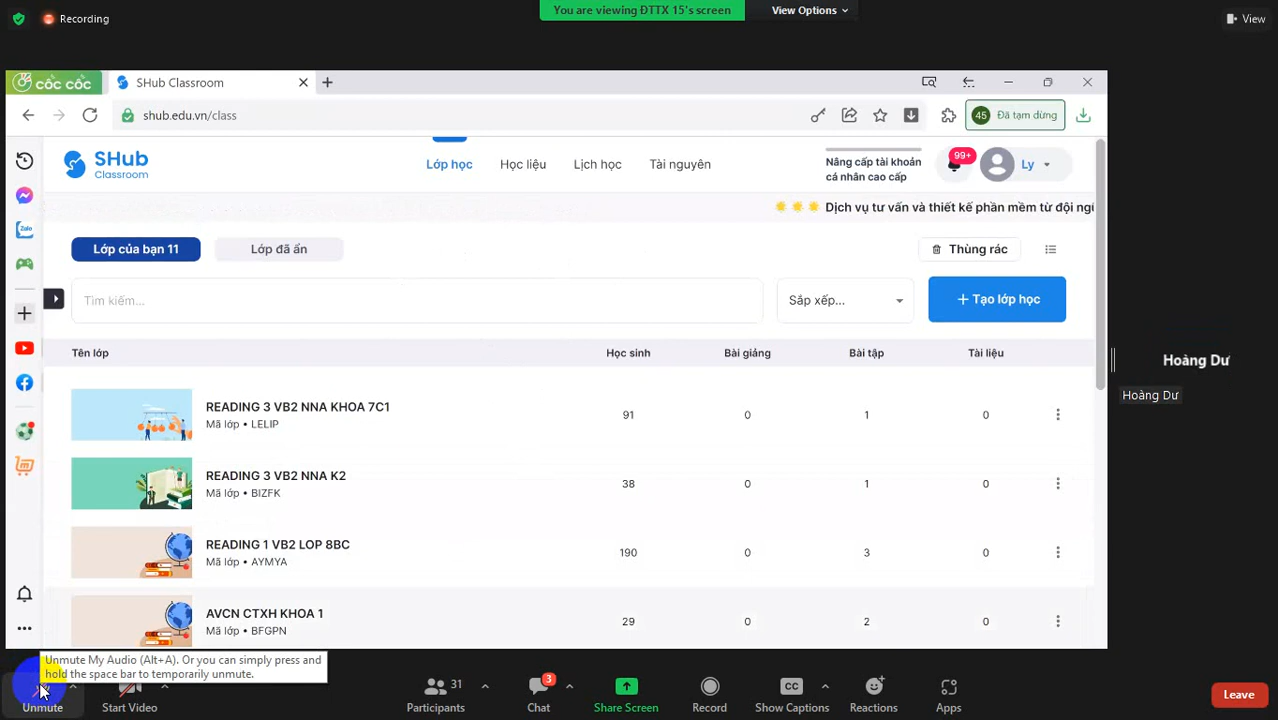 Recording
You are viewing ĐTTX 15's screen
View Options
View
cốc cốc
SHub Classroom
shub.edu.vn/class
45
Đã tạm dừng
SHub
Classroom
Lớp học
Học liệu
Lịch học
Tài nguyên
Nâng cấp tài khoản
cá nhân cao cấp
99+
Ly
Dịch vụ tư vấn và thiết kế phần mềm từ đội ngũ
Zalo
Lớp của bạn 11
Lớp đã ẩn
Thùng rác
Tìm kiếm...
Sắp xếp...
+ Tạo lớp học
Tên lớp
Học sinh
Bài giảng
Bài tập
Tài liệu
READING 3 VB2 NNA KHOA 7C1
Mã lớp • LELIP
91
0
1
0
READING 3 VB2 NNA K2
Mã lớp • BIZFK
38
0
1
0
READING 1 VB2 LOP 8BC
Mã lớp • AYMYA
190
0
3
0
AVCN CTXH KHOA 1
Mã lớp • BFGPN
29
0
2
0
Hoàng Dư
Hoàng Dư
Unmute My Audio (Alt+A). Or you can simply press and
hold the space bar to temporarily unmute.
Unmute
Start Video
31
Participants
3
Chat
Share Screen
Record
CC
Show Captions
Reactions
Apps
Leave